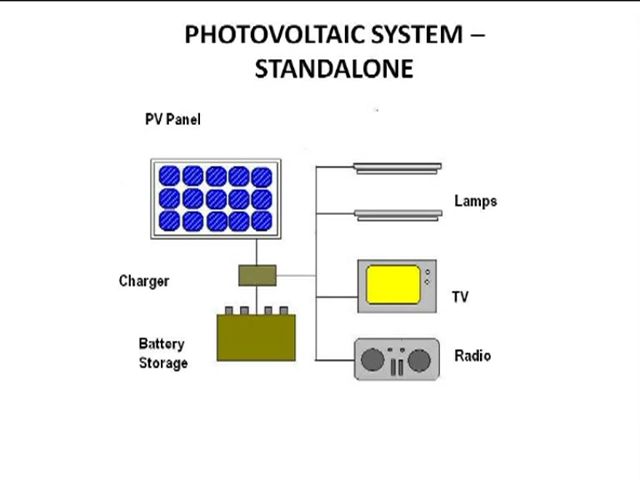 PHOTOVOLTAIC SYSTEM –
STANDALONE
PV Panel
Lamps
Charger
TV
Battery
Storage
Radio